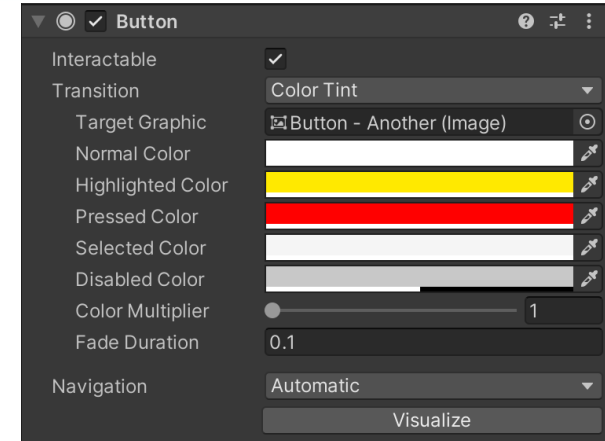 Button
Interactable
Transition Color Tint
Target Graphic Button - Another (Image)
Normal Color
Highlighted Color
Pressed Color
Selected Color
Disabled Color
Color Multiplier 1
Fade Duration 0.1
Navigation Automatic
Visualize